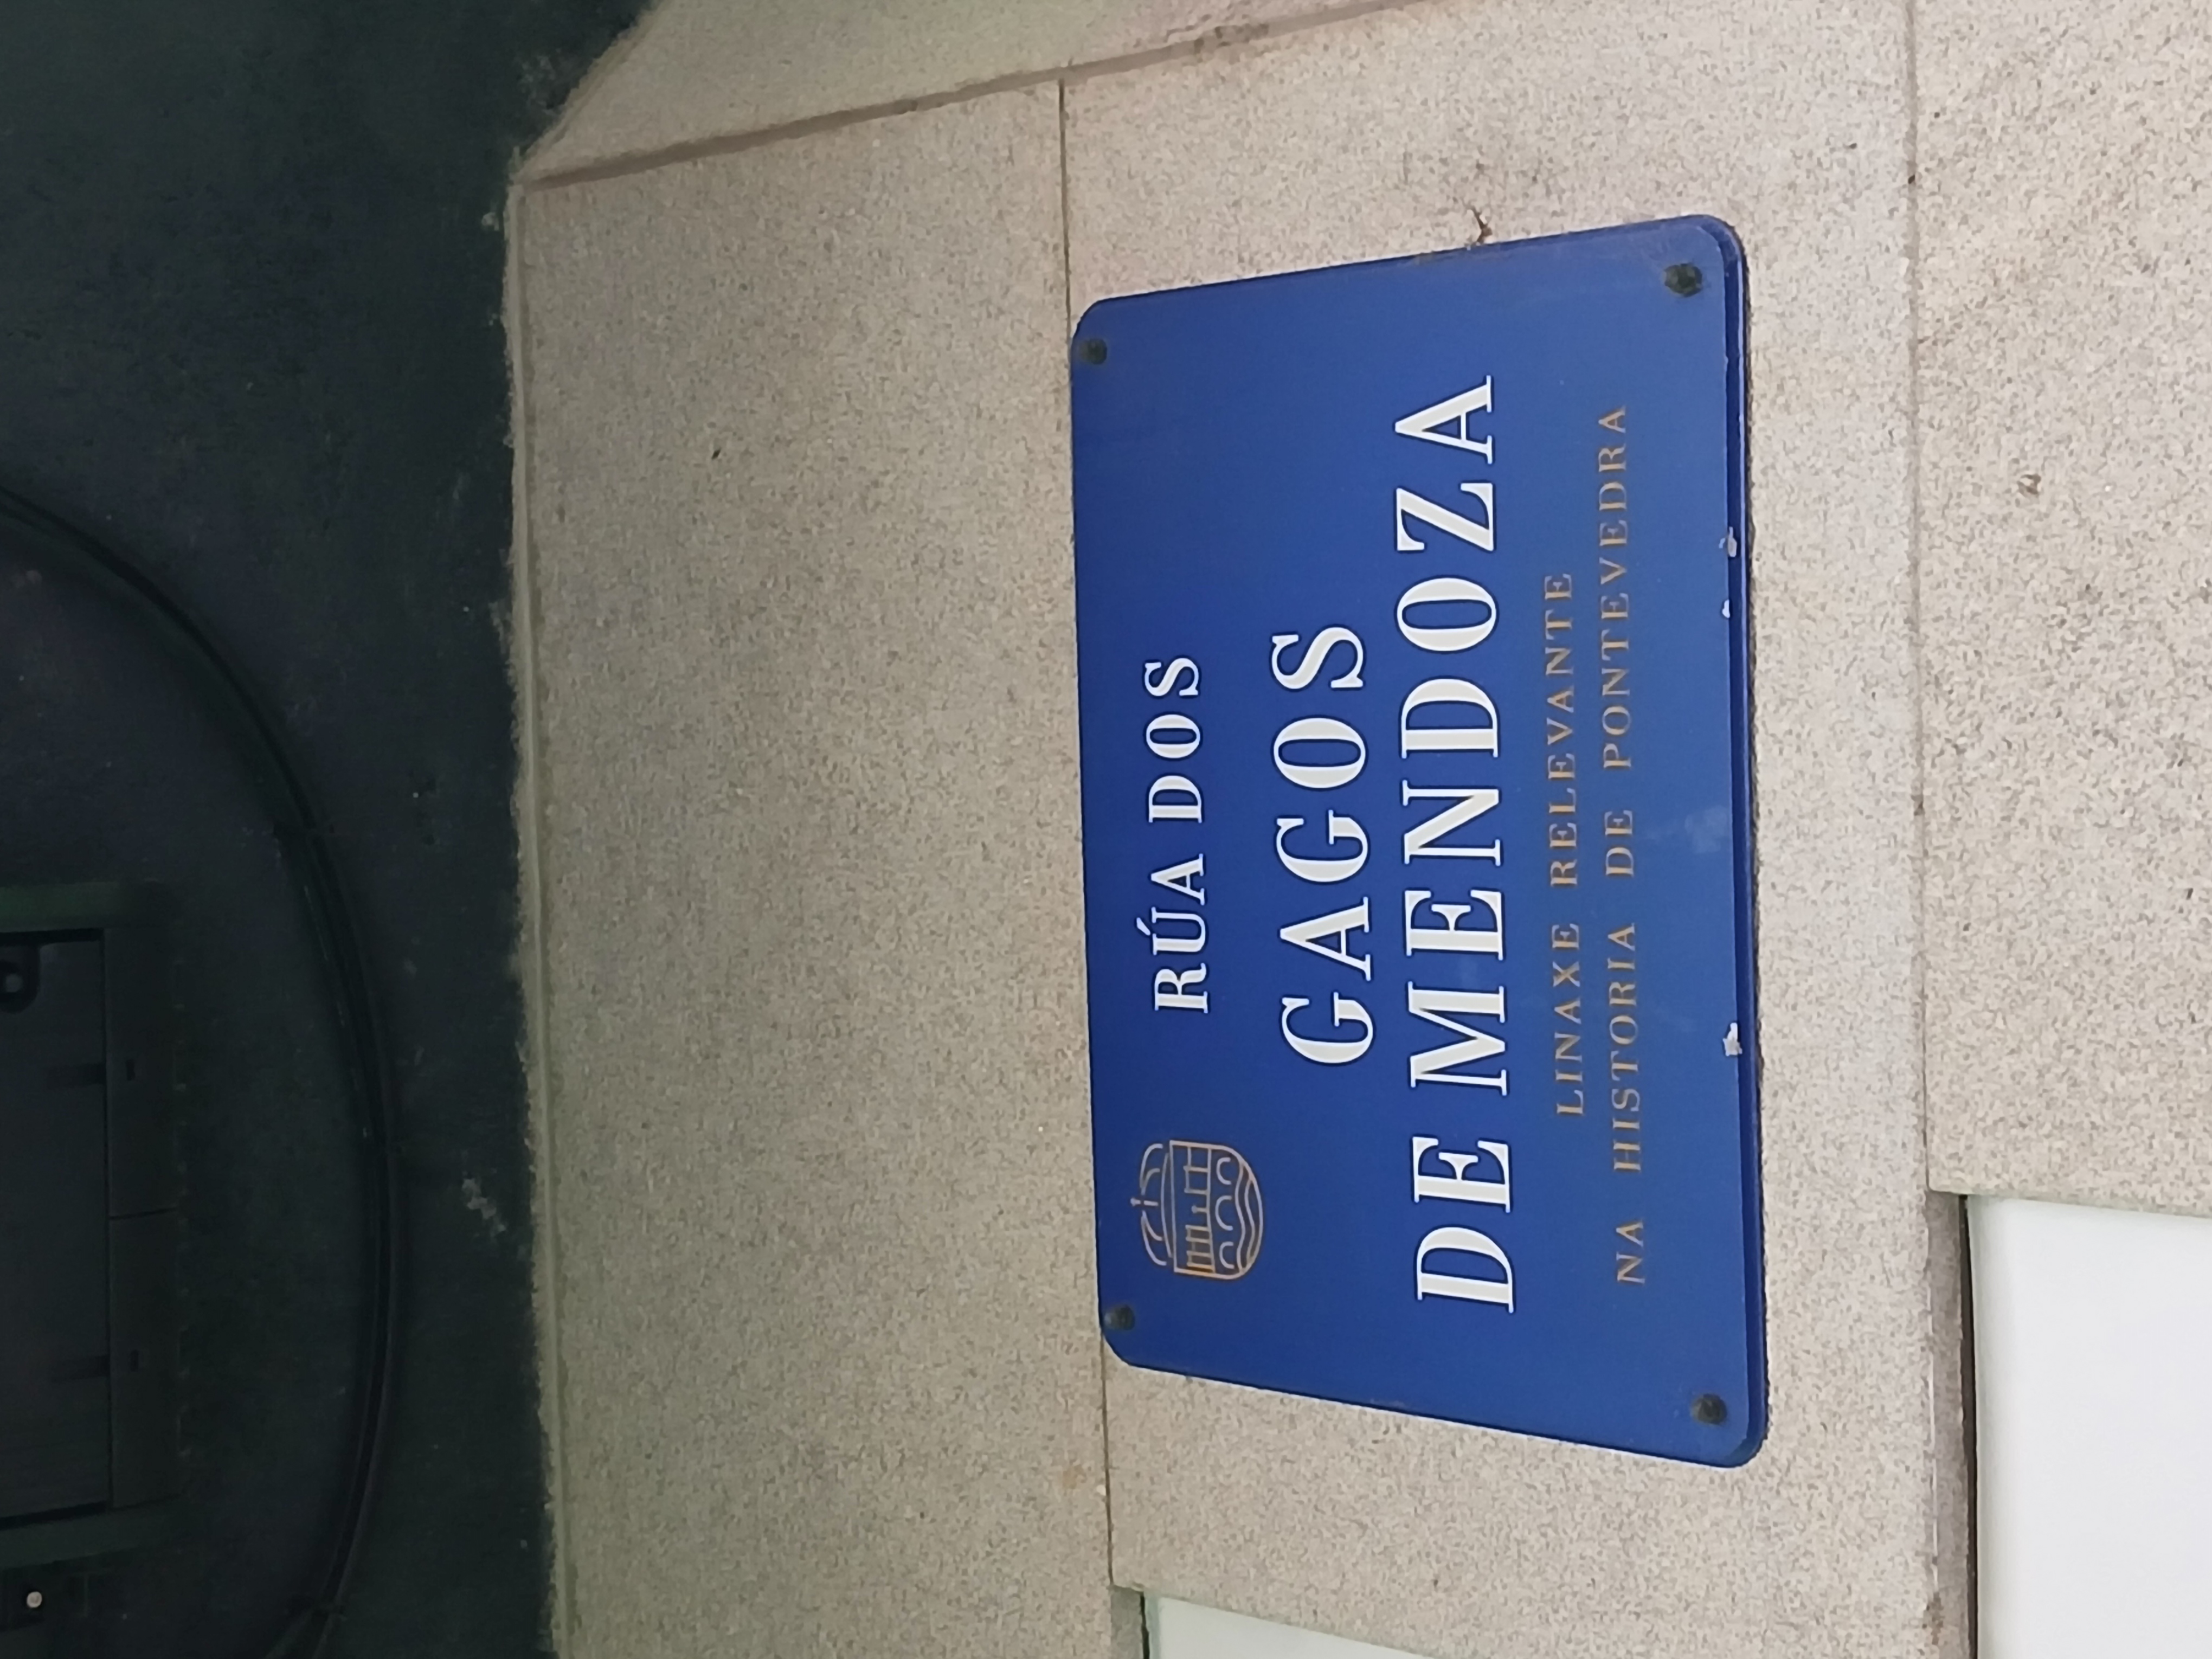 RÚA DOS
GAGOS
DE MENDOZA
LINAXE RELEVANTE
NA HISTORIA DE PONTEVEDRA